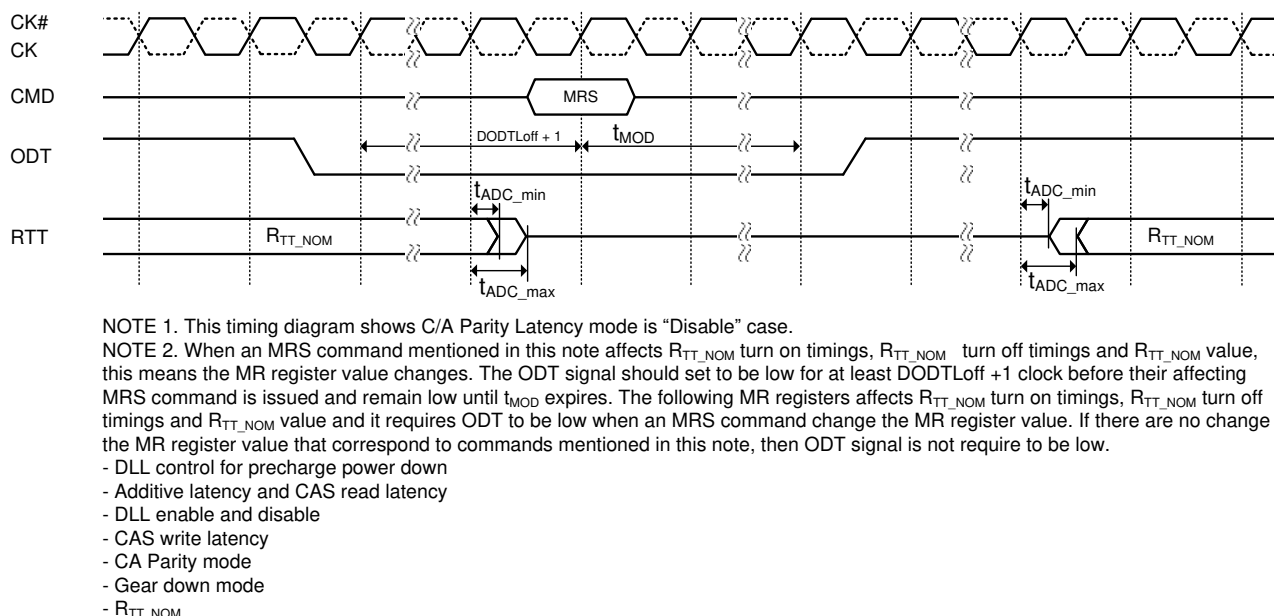 CK#
CK
CMD
MRS
ODT
DODTLoff + 1
tMOD
tADC_min
tADC_min
RTT
RTT_NOM
RTT_NOM
tADC_max
tADC_max
NOTE 1. This timing diagram shows C/A Parity Latency mode is “Disable” case.
NOTE 2. When an MRS command mentioned in this note affects RTT_NOM turn on timings, RTT_NOM turn off timings and RTT_NOM value,
this means the MR register value changes. The ODT signal should set to be low for at least DODTLoff +1 clock before their affecting
MRS command is issued and remain low until tMOD expires. The following MR registers affects RTT_NOM turn on timings, RTT_NOM turn off
timings and RTT_NOM value and it requires ODT to be low when an MRS command change the MR register value. If there are no change
the MR register value that correspond to commands mentioned in this note, then ODT signal is not require to be low.
- DLL control for precharge power down
- Additive latency and CAS read latency
- DLL enable and disable
- CAS write latency
- CA Parity mode
- Gear down mode
- RTT_NOM